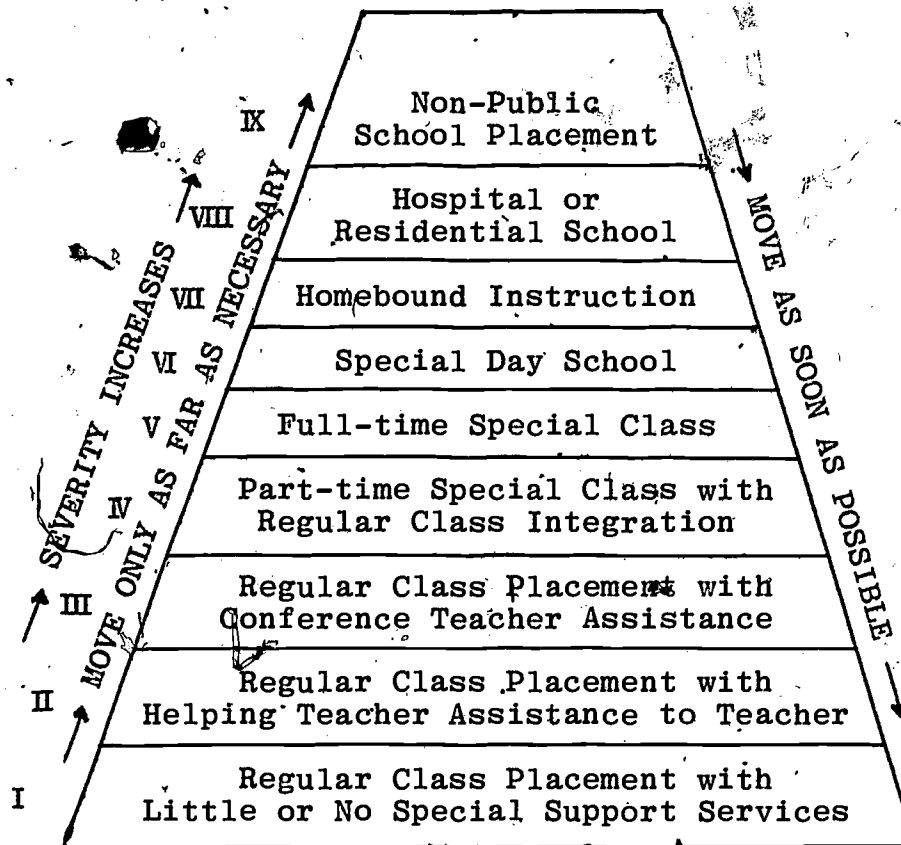 IX
Non-Public
School Placement
VIII
Hospital or
Residential School
VII
Homebound Instruction
VI
Special Day School
V
Full-time Special Class
IV
Part-time Special Class with
Regular Class Integration
III
Regular Class Placement with
Conference Teacher Assistance
II
Regular Class Placement with
Helping Teacher Assistance to Teacher
I
Regular Class Placement with
Little or No Special Support Services
SEVERITY INCREASES
MOVE ONLY AS FAR AS NECESSARY
MOVE AS SOON AS POSSIBLE